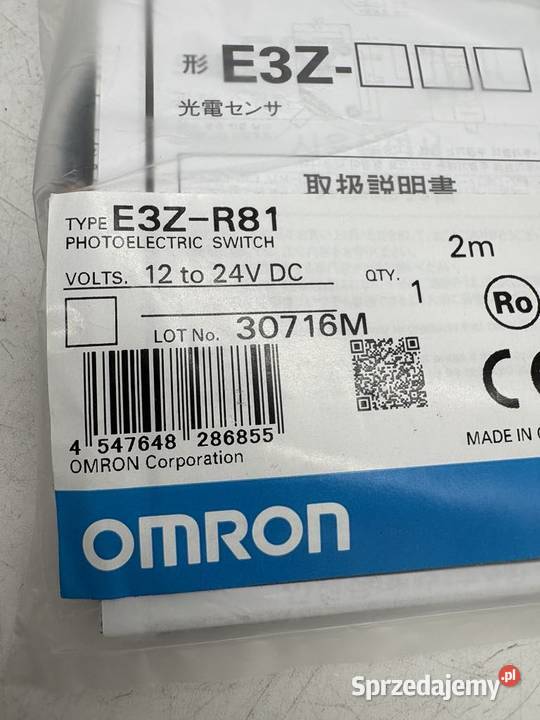 形 E3Z-□□□
光電センサ
取扱説明書
TYPE E3Z-R81
PHOTOELECTRIC SWITCH
2m
VOLTS. 12 to 24V DC
QTY. 1
Ro
LOT No. 30716M
CE
4 547648 286855
MADE IN
OMRON Corporation
OMRON
Sprzedajemy.pl